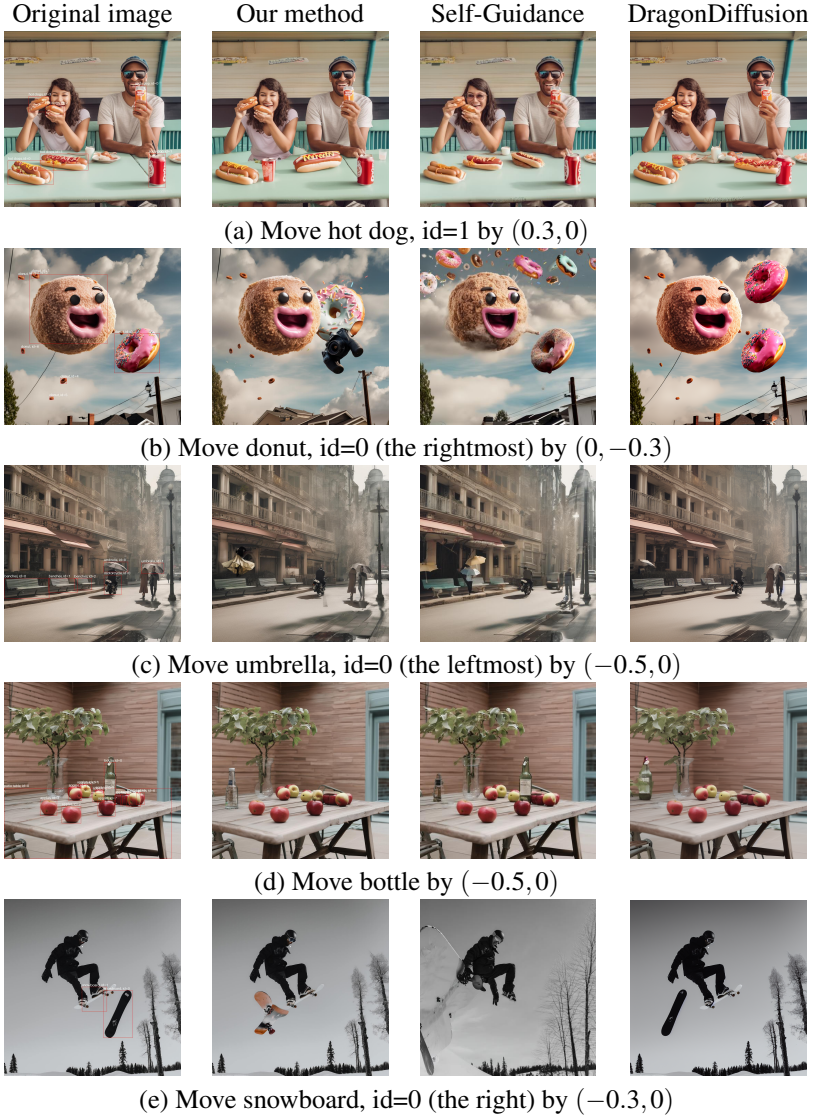 Original image Our method Self-Guidance DragonDiffusion
(a) Move hot dog, id=1 by (0.3, 0)
(b) Move donut, id=0 (the rightmost) by (0, −0.3)
(c) Move umbrella, id=0 (the leftmost) by (−0.5, 0)
(d) Move bottle by (−0.5, 0)
(e) Move snowboard, id=0 (the right) by (−0.3, 0)